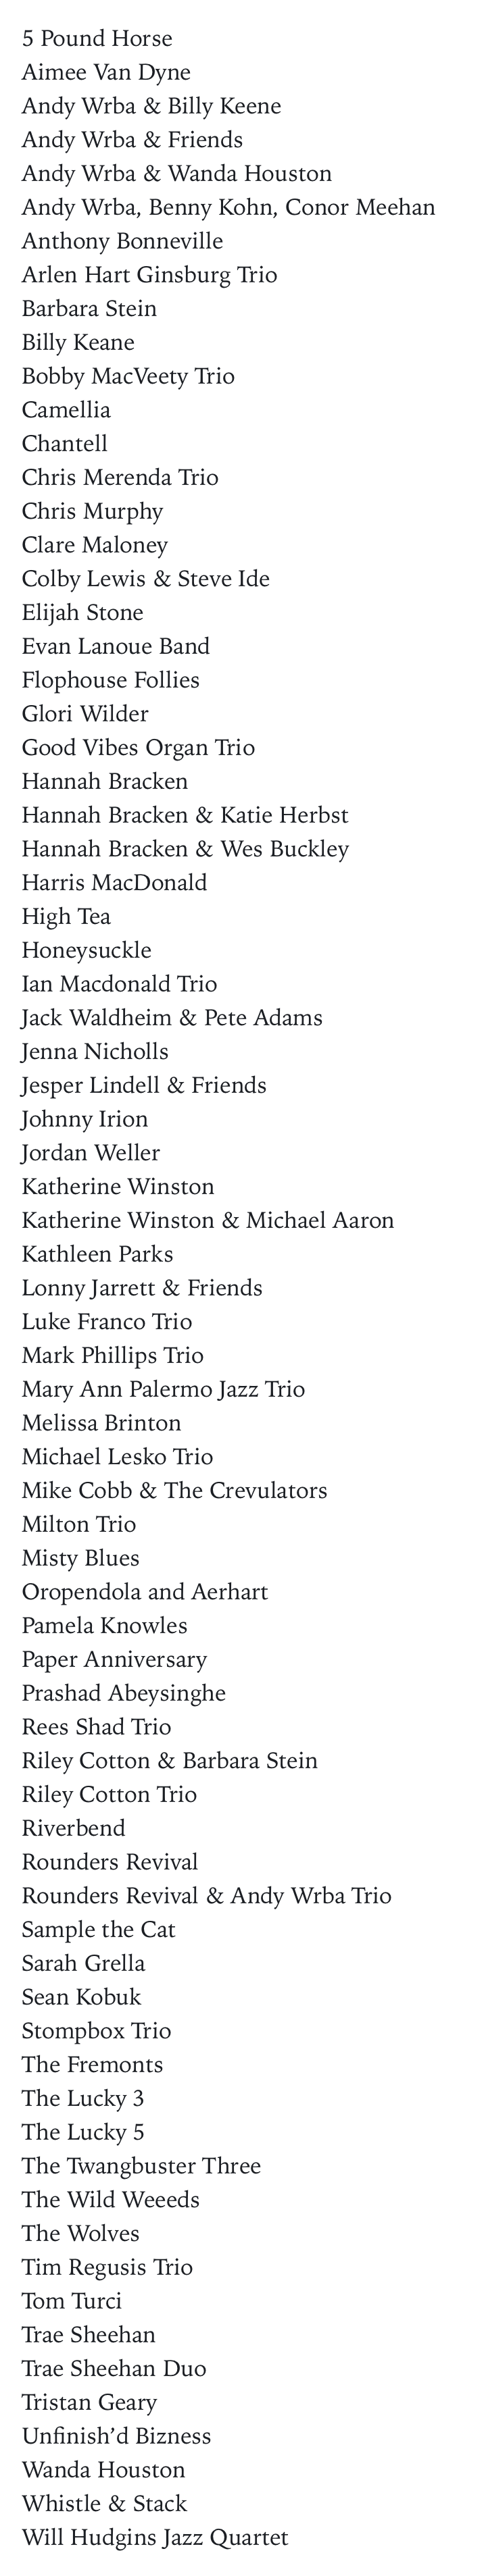 5 Pound Horse
Aimee Van Dyne
Andy Wrba & Billy Keene
Andy Wrba & Friends
Andy Wrba & Wanda Houston
Andy Wrba, Benny Kohn, Conor Meehan
Anthony Bonneville
Arlen Hart Ginsburg Trio
Barbara Stein
Billy Keane
Bobby MacVeety Trio
Camellia
Chantell
Chris Merenda Trio
Chris Murphy
Clare Maloney
Colby Lewis & Steve Ide
Elijah Stone
Evan Lanoue Band
Flophouse Follies
Glori Wilder
Good Vibes Organ Trio
Hannah Bracken
Hannah Bracken & Katie Herbst
Hannah Bracken & Wes Buckley
Harris MacDonald
High Tea
Honeysuckle
Ian Macdonald Trio
Jack Waldheim & Pete Adams
Jenna Nicholls
Jesper Lindell & Friends
Johnny Irion
Jordan Weller
Katherine Winston
Katherine Winston & Michael Aaron
Kathleen Parks
Lonny Jarrett & Friends
Luke Franco Trio
Mark Phillips Trio
Mary Ann Palermo Jazz Trio
Melissa Brinton
Michael Lesko Trio
Mike Cobb & The Crevulators
Milton Trio
Misty Blues
Oropendola and Aerhart
Pamela Knowles
Paper Anniversary
Prashad Abeysinghe
Rees Shad Trio
Riley Cotton & Barbara Stein
Riley Cotton Trio
Riverbend
Rounders Revival
Rounders Revival & Andy Wrba Trio
Sample the Cat
Sarah Grella
Sean Kobuk
Stompbox Trio
The Fremonts
The Lucky 3
The Lucky 5
The Twangbuster Three
The Wild Weeeds
The Wolves
Tim Regusis Trio
Tom Turci
Trae Sheehan
Trae Sheehan Duo
Tristan Geary
Unfinish’d Bizness
Wanda Houston
Whistle & Stack
Will Hudgins Jazz Quartet